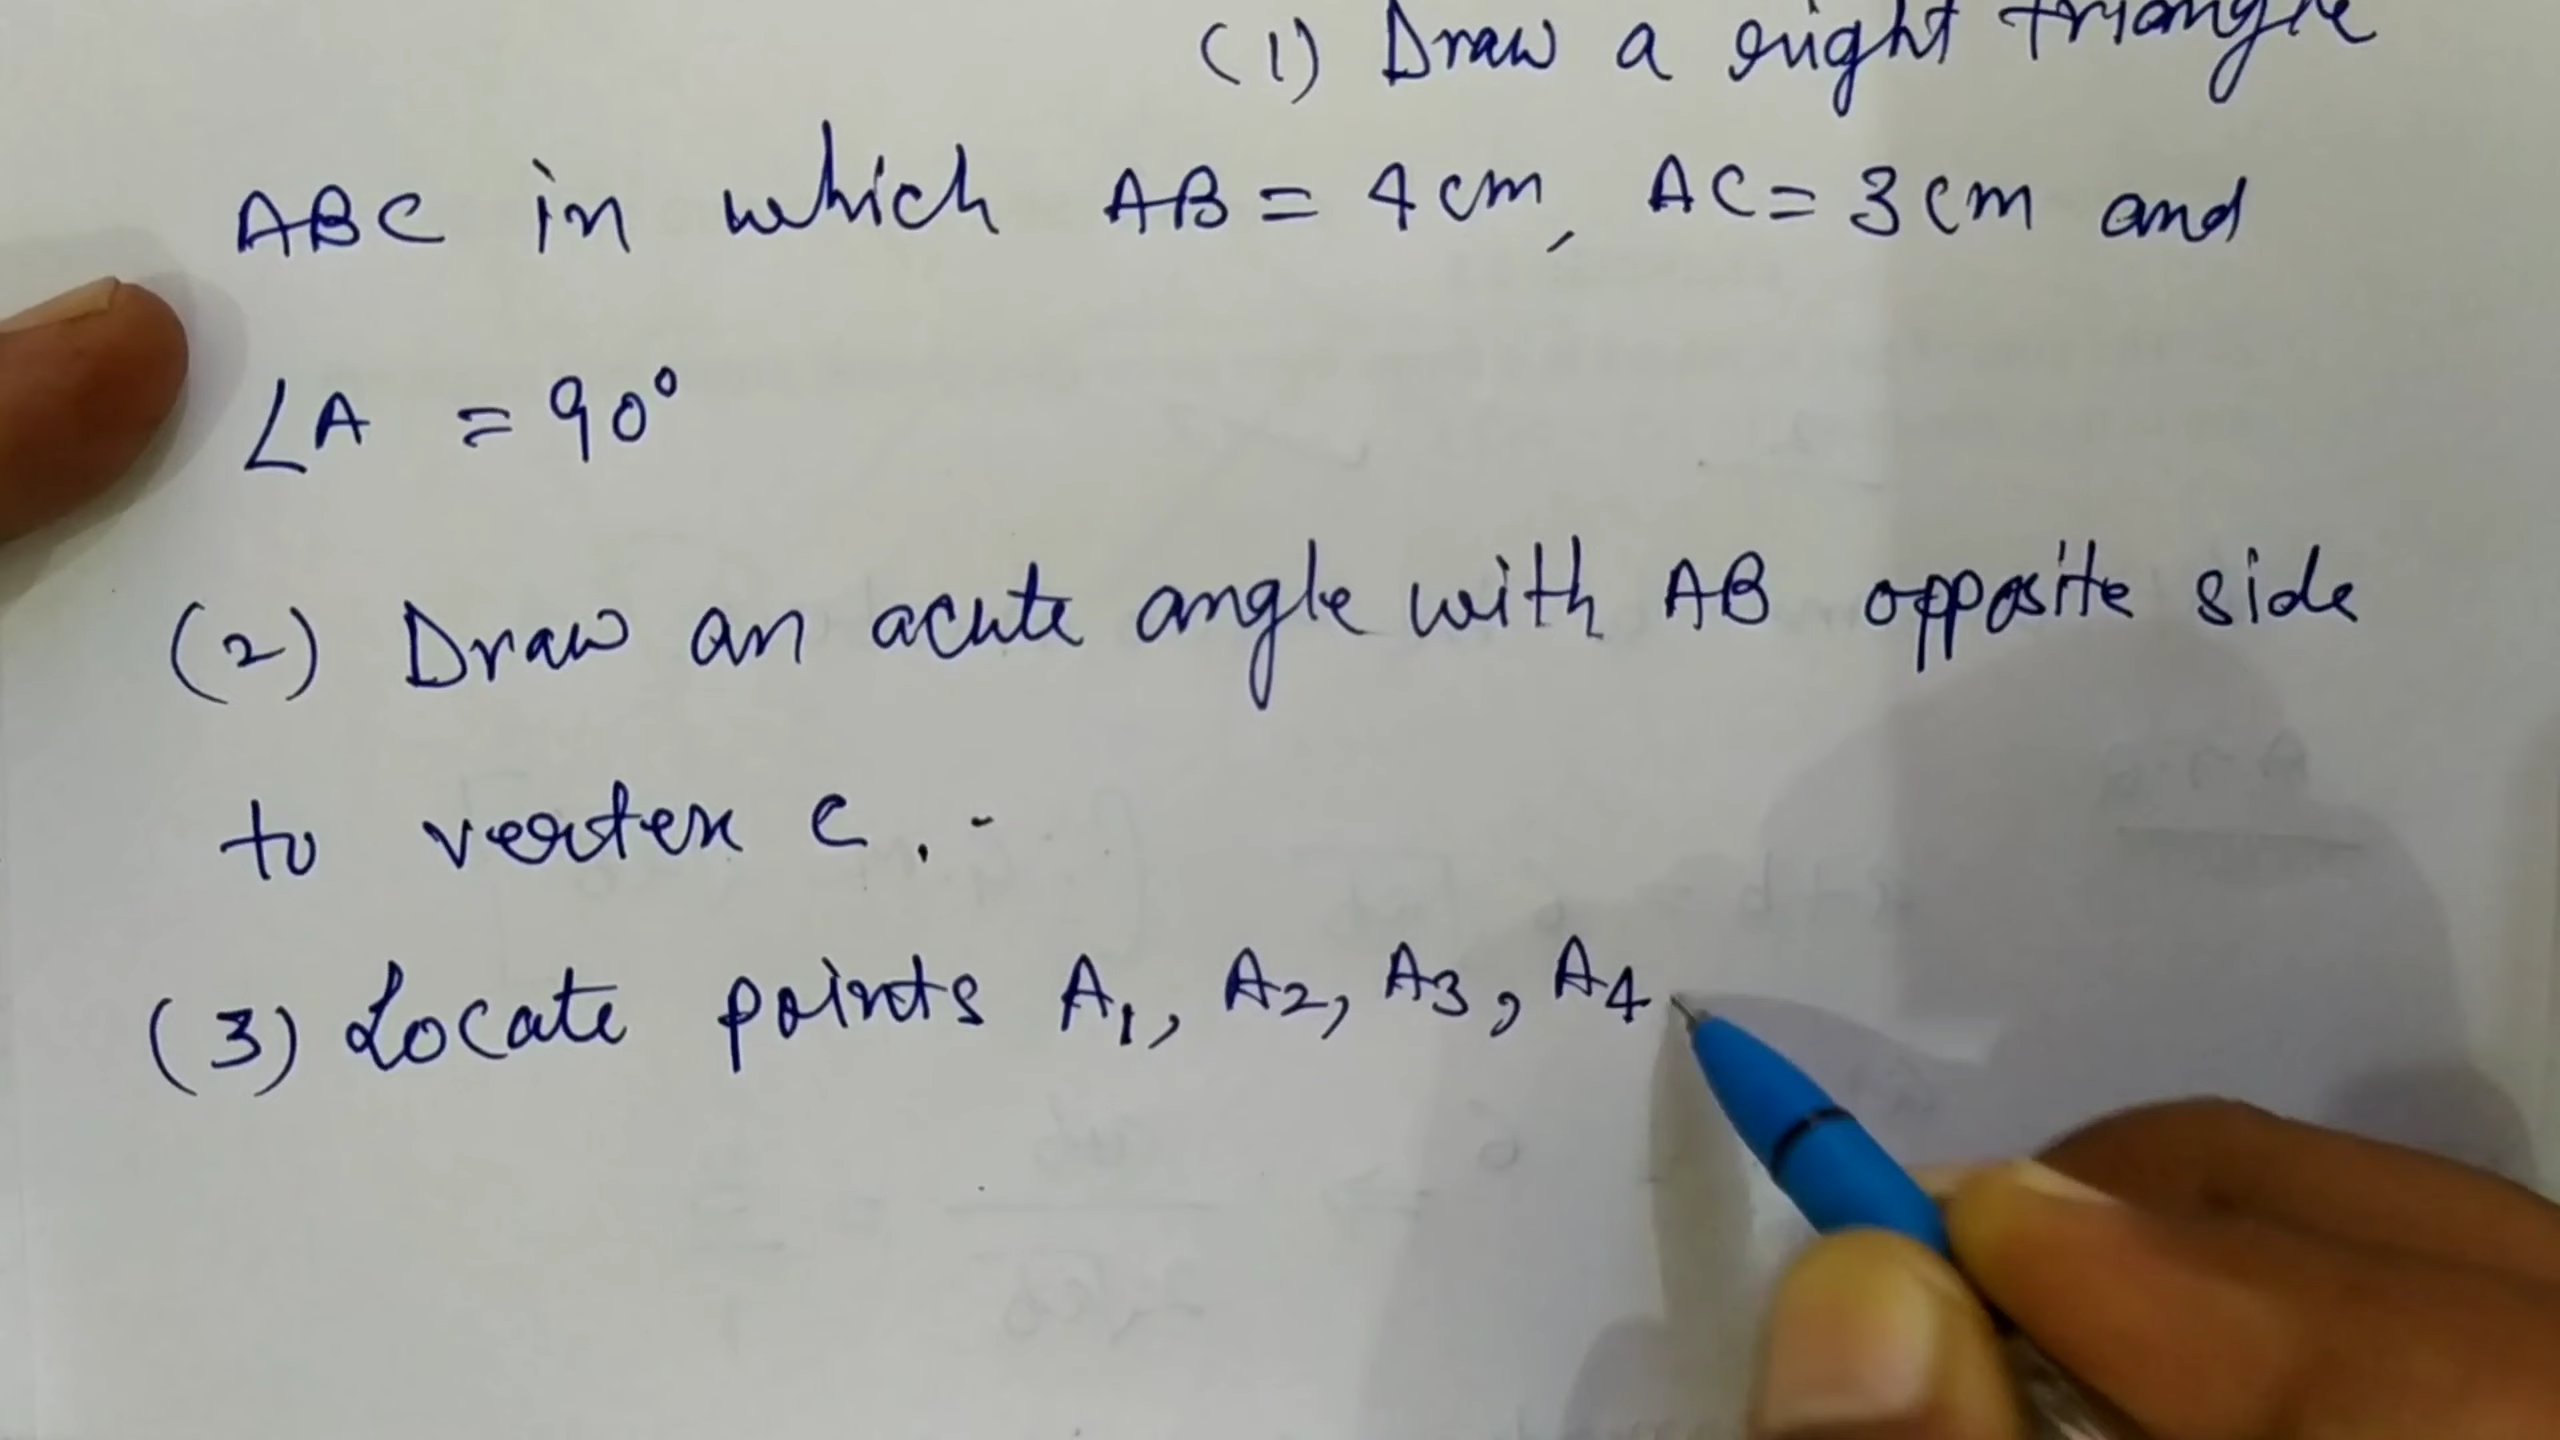 (1) Draw a right triangle
ABC in which AB = 4 cm, AC = 3 cm and
∠A = 90°
(2) Draw an acute angle with AB opposite side
to vertex C.
(3) Locate points A₁, A₂, A₃, A₄